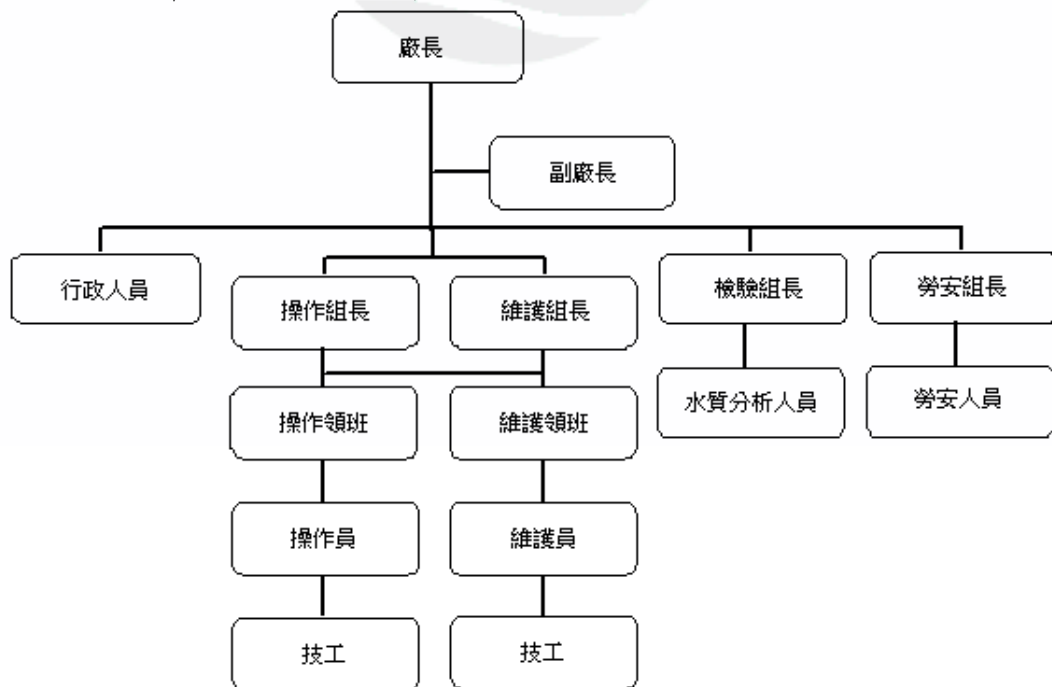 廠長
副廠長
行政人員
操作組長
維護組長
檢驗組長
勞安組長
操作領班
維護領班
水質分析人員
勞安人員
操作員
維護員
技工
技工